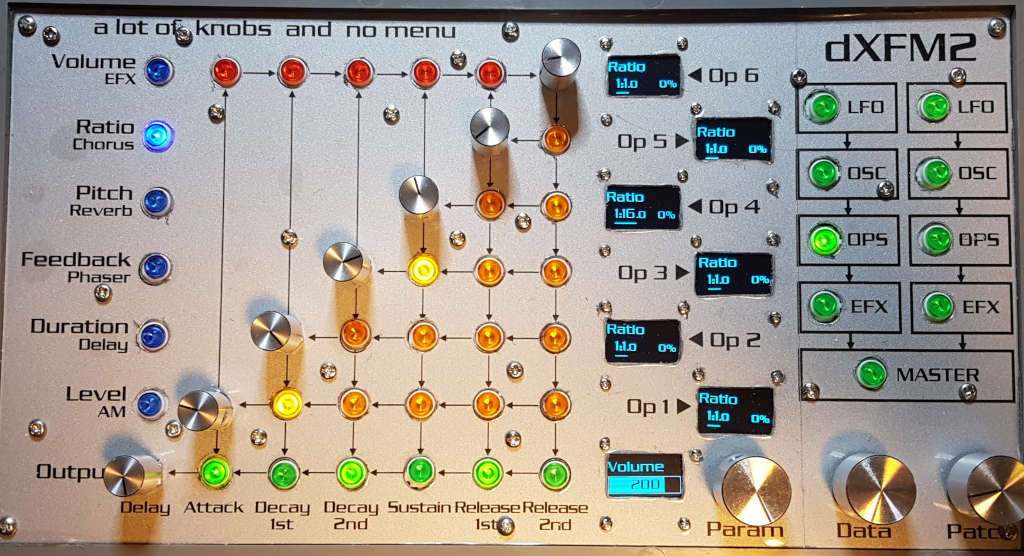 a lot of knobs and no menu
dXFM2
Volume
EFX
Ratio
1:1.0 0%
Op 6
LFO
LFO
Ratio
Chorus
Op 5
Ratio
1:1.0 0%
OSC
OSC
Pitch
Reverb
Ratio
1:16.0 0%
Op 4
OPS
OPS
Feedback
Phaser
Op 3
Ratio
1:1.0 0%
EFX
EFX
Duration
Delay
Ratio
1:1.0 0%
Op 2
MASTER
Level
AM
Op 1
Ratio
1:1.0 0%
Outpu
Volume
200
Delay
Attack
Decay
1st
Decay
2nd
Sustain
Release
1st
Release
2nd
Param
Data
Patc